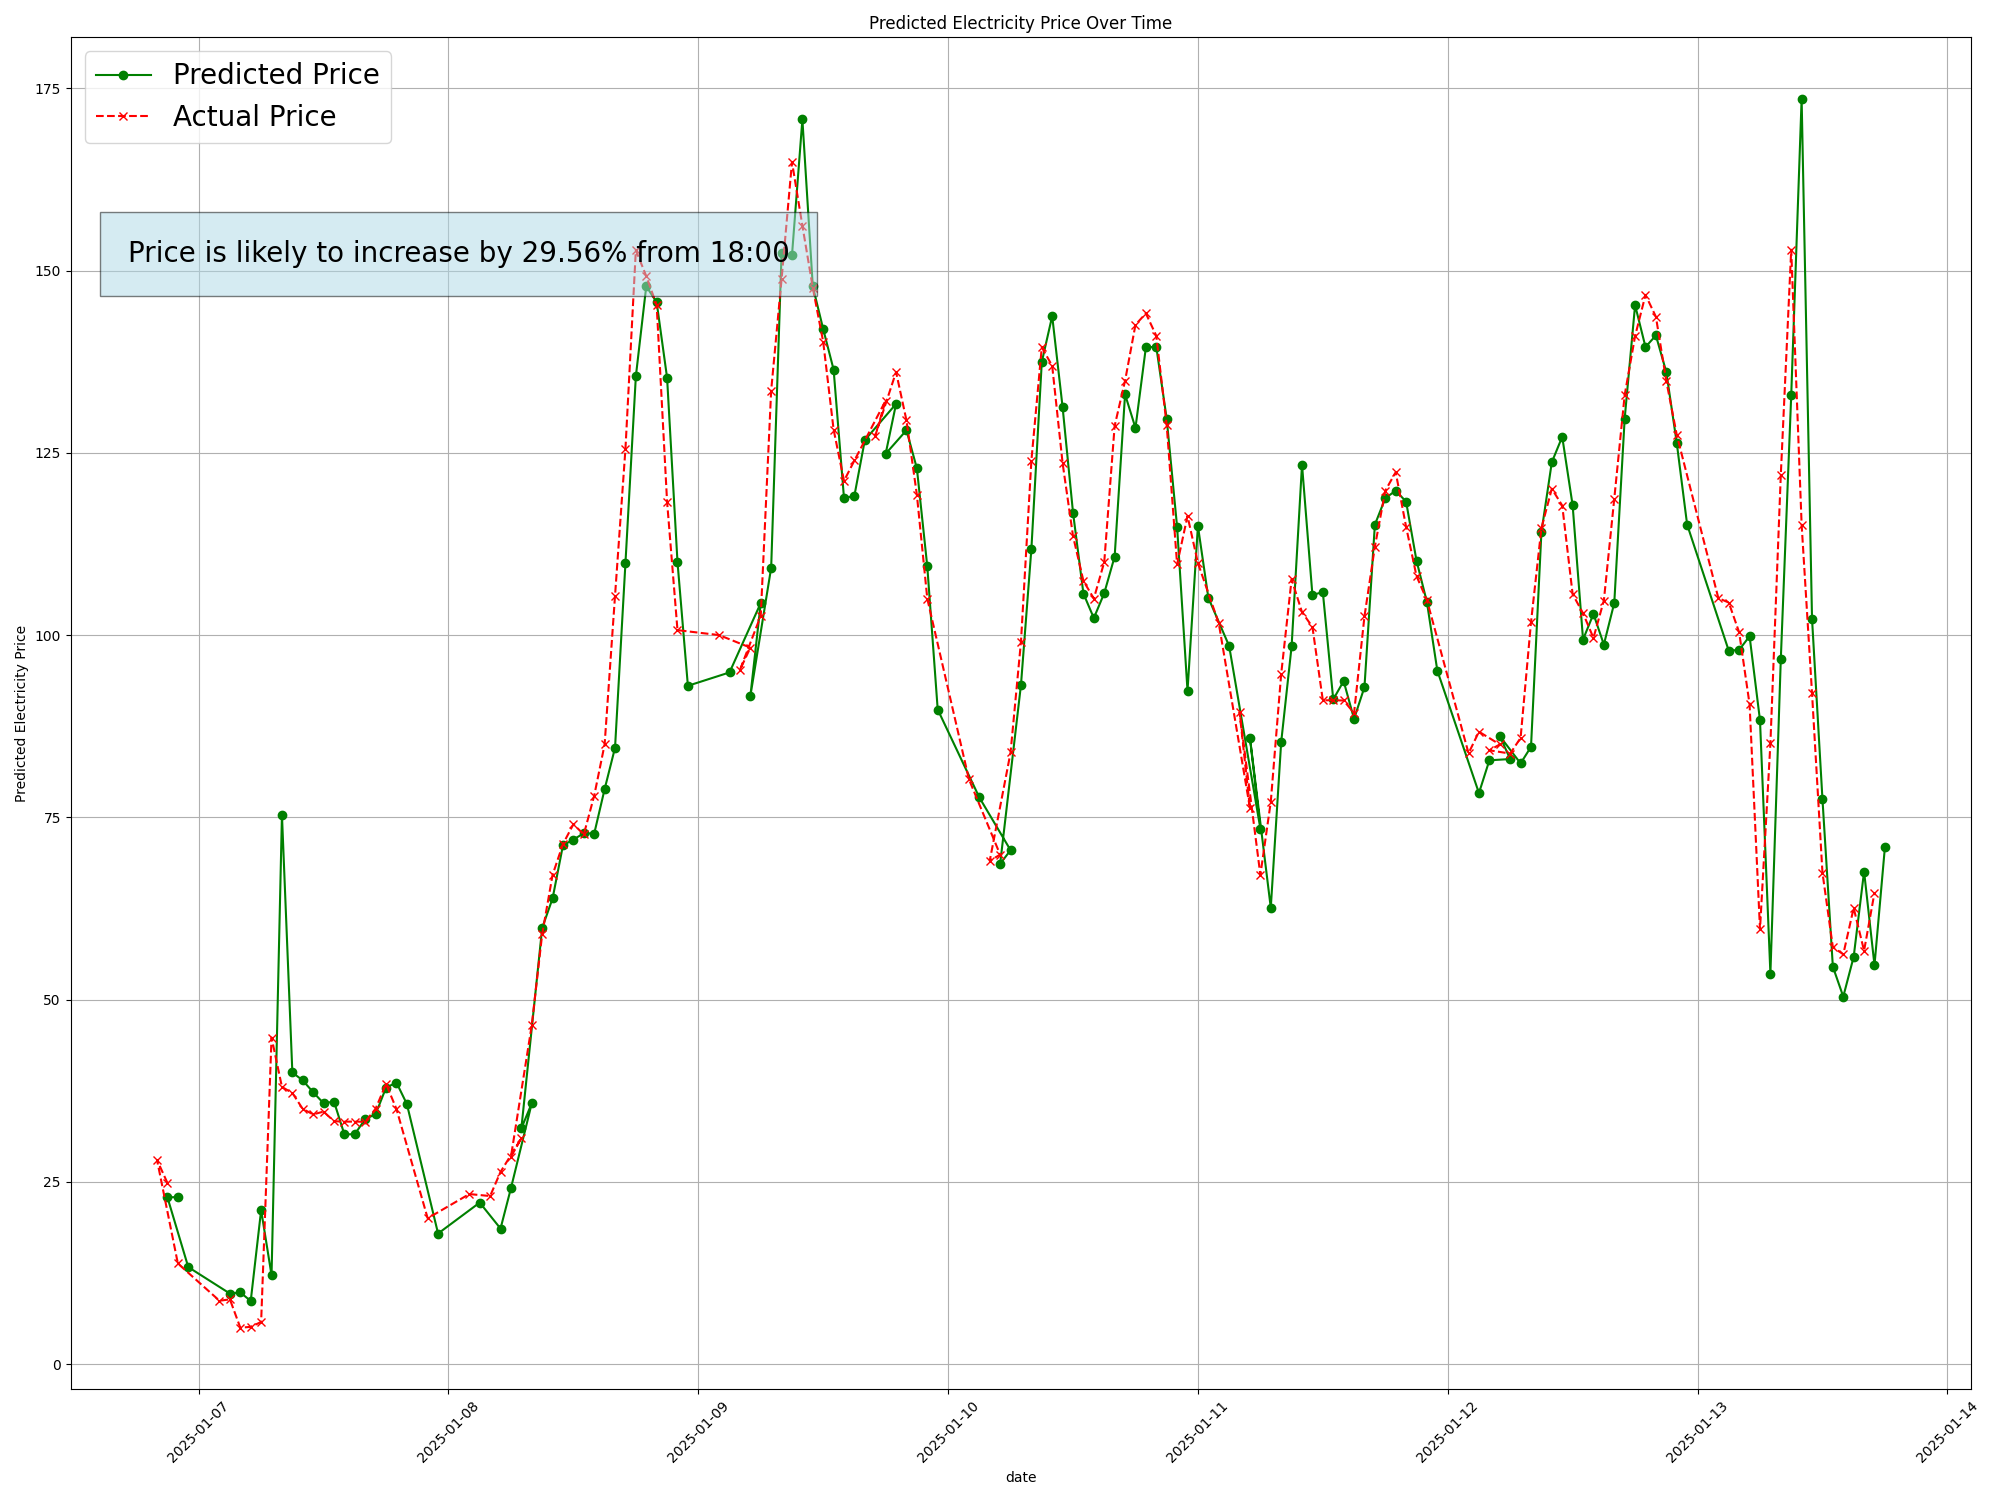 Predicted Electricity Price Over Time
Predicted Price
Actual Price
Price is likely to increase by 29.56% from 18:00
Predicted Electricity Price
175
150
125
100
75
50
25
0
2025-01-07
2025-01-08
2025-01-09
2025-01-10
2025-01-11
2025-01-12
2025-01-13
2025-01-14
date